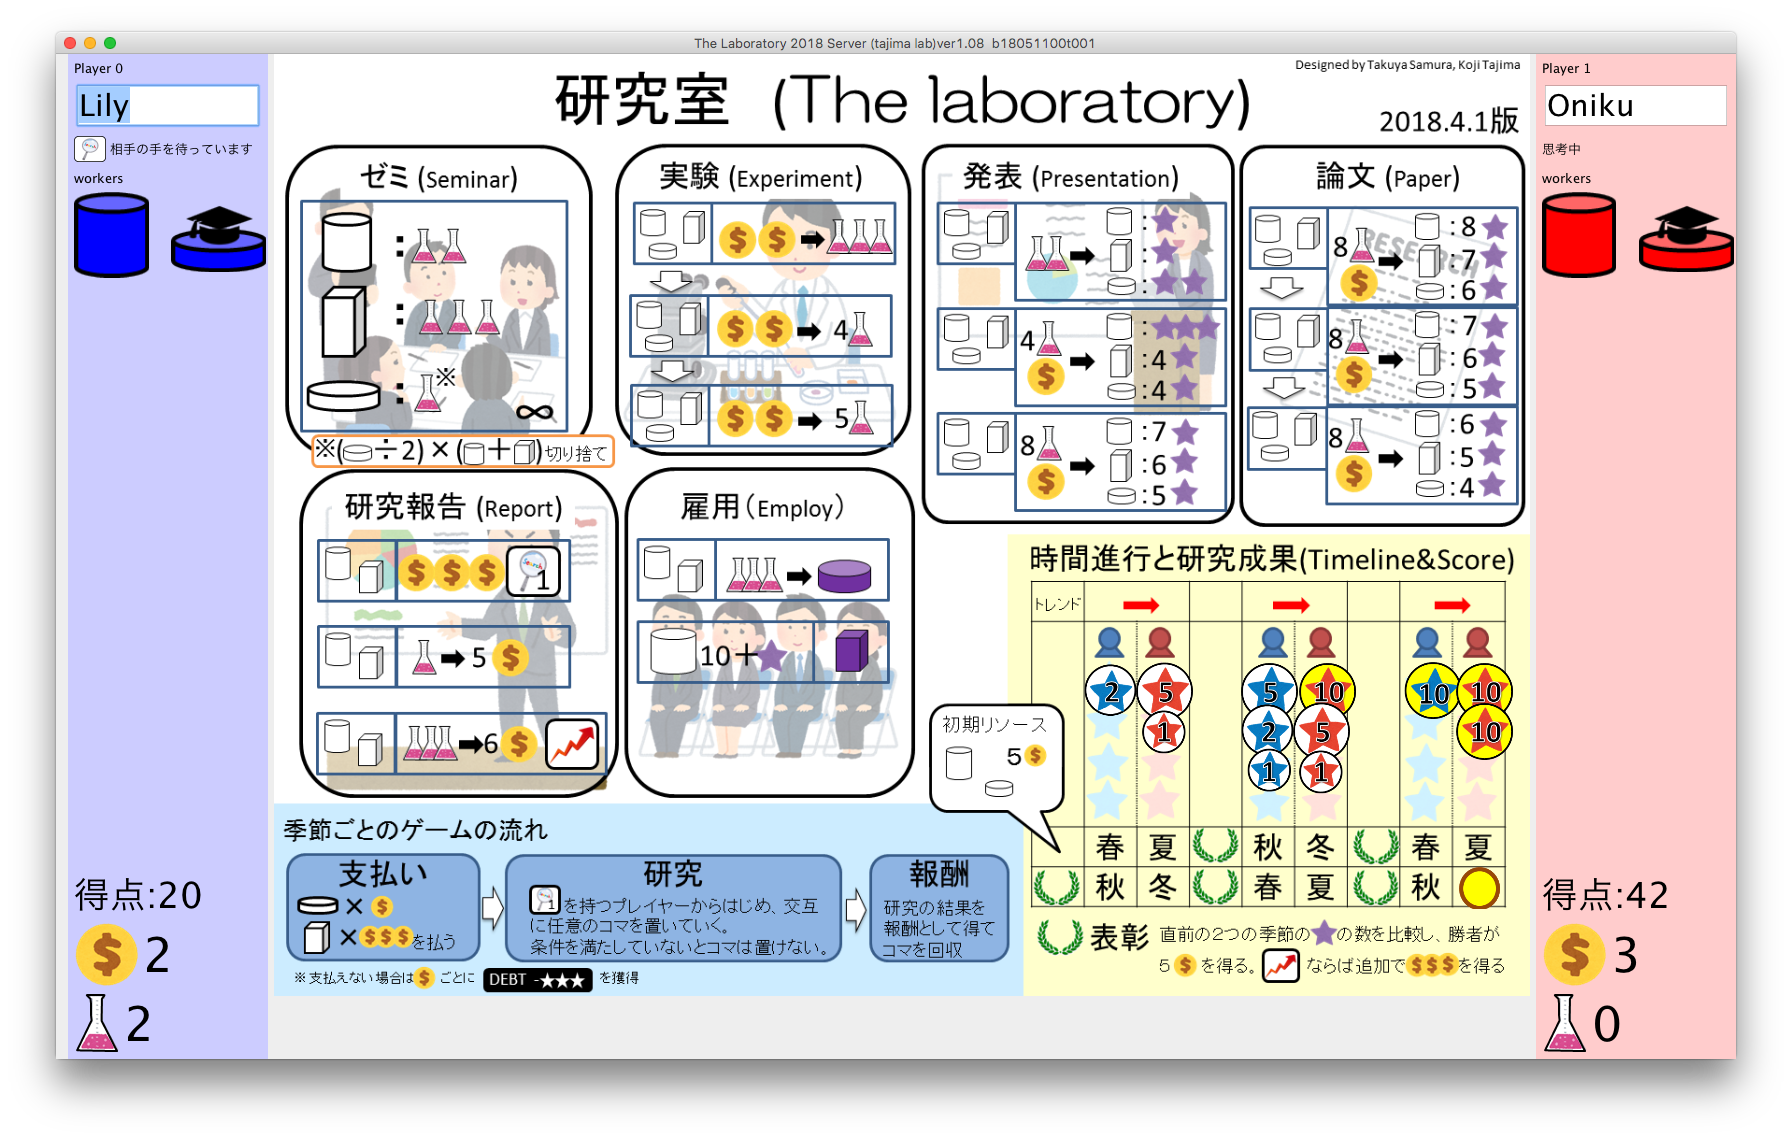 The Laboratory 2018 Server (tajima lab)ver1.08 b18051100t001
Player 0
Lily
相手の手を待っています
workers
得点:20
2
2
Designed by Takuya Samura, Koji Tajima
研究室 (The laboratory)
2018.4.1版
ゼミ (Seminar)
:
:
: ※
∞
※(÷2)×(+)切り捨て
実験 (Experiment)
$ $
$ $ 4
$ $ 5
発表 (Presentation)
:
:
:
4 $
:
:4
:4
8 $
:7
:6
:5
論文 (Paper)
RESEARCH
8 $
:8
:7
:6
8 $
:7
:6
:5
8 $
:6
:5
:4
研究報告 (Report)
$ $ $ Search 1
5 $
6 $
雇用(Employ)
10+
時間進行と研究成果(Timeline&Score)
トレンド
2 5 5 10 10 10
1 2 5 10
1 1
春 夏 秋 冬 春 夏
秋 冬 春 夏 秋
初期リソース
5 $
表彰 直前の2つの季節の の数を比較し、勝者が
5 $ を得る。 ならば追加で $ $ $ を得る
季節ごとのゲームの流れ
支払い
× $
× $ $ $ を払う
研究
1 を持つプレイヤーからはじめ、交互
に任意のコマを置いていく。
条件を満たしていないとコマは置けない。
報酬
研究の結果を
報酬として得て
コマを回収
※支払えない場合は $ ごとに DEBT -★★★ を獲得
Player 1
Oniku
思考中
workers
得点:42
$ 3
0